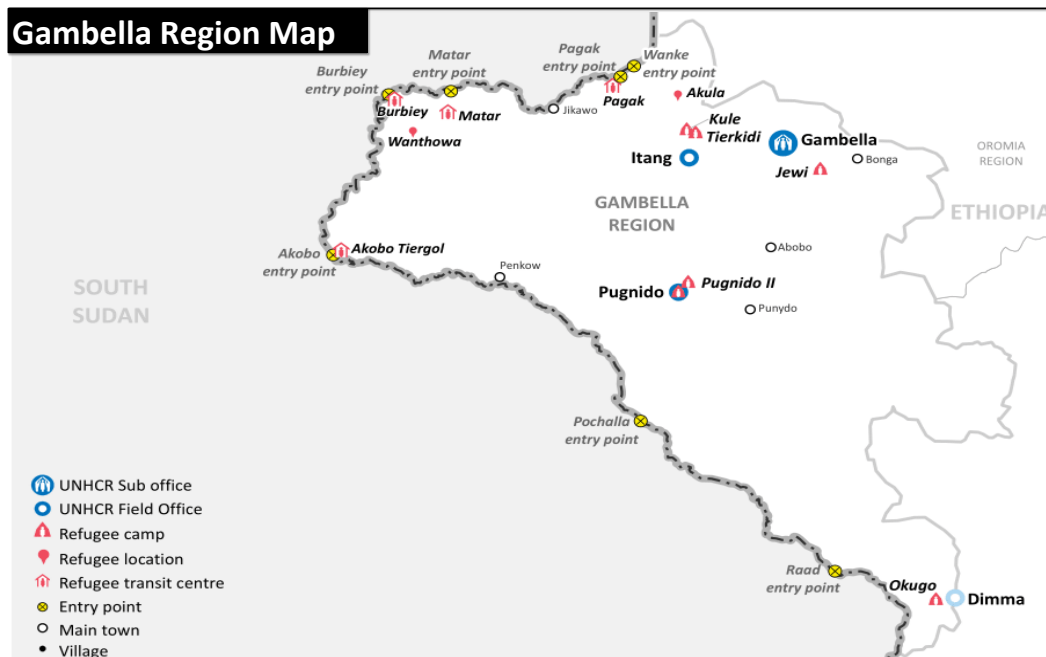 Gambella Region Map
Pagak
entry point
Wanke
entry point
Matar
entry point
Burbiey
entry point
Burbiey
Matar
Wanthowa
Jikawo
Pagak
Akula
Kule
Tierkidi
Itang
Gambella
Jewi
Bonga
OROMIA
REGION
ETHIOPIA
GAMBELLA
REGION
Akobo
entry point
Akobo Tiergol
Penkow
Abobo
SOUTH
SUDAN
Pugnido
Pugnido II
Punydo
Pochalla
entry point
Raad
entry point
Okugo
Dimma
UNHCR Sub office
UNHCR Field Office
Refugee camp
Refugee location
Refugee transit centre
Entry point
Main town
Village